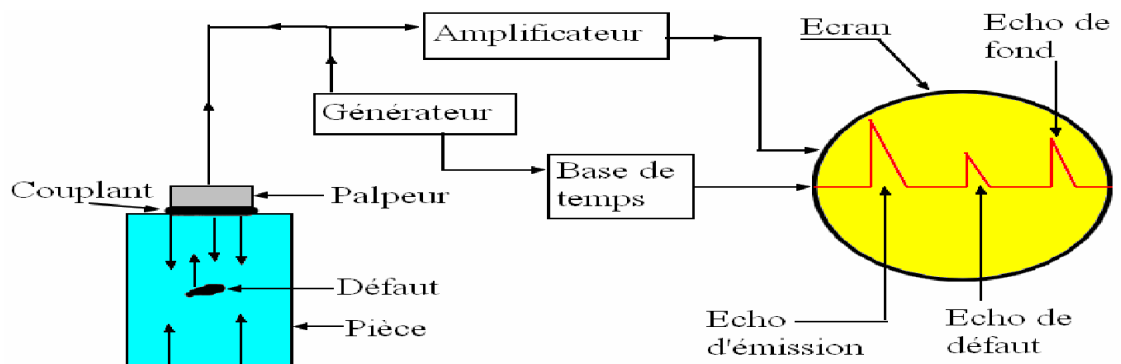 Amplificateur
Ecran
Echo de
fond
Générateur
Base de
temps
Couplant
Palpeur
Défaut
Pièce
Echo
d'émission
Echo de
défaut